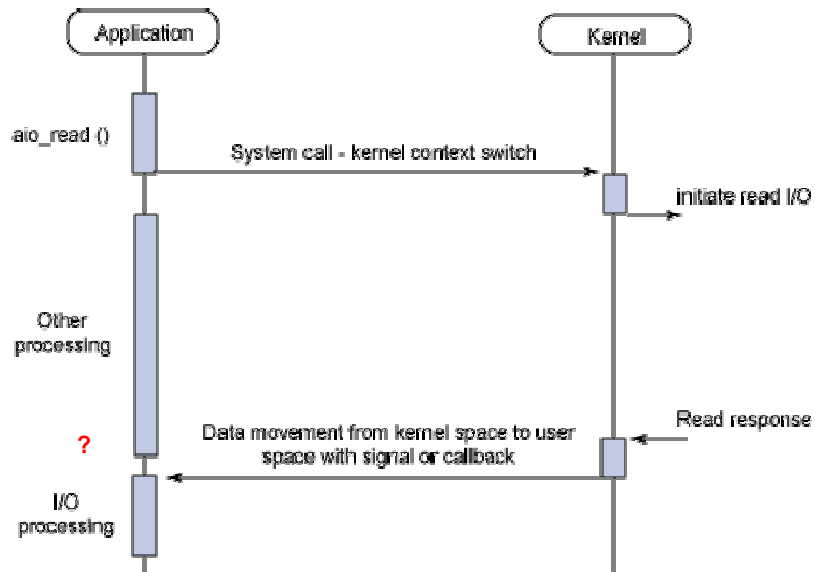 Application
Kernel
aio_read ()
System call - kernel context switch
initiate read I/O
Other
processing
Read response
?
Data movement from kernel space to user
space with signal or callback
I/O
processing